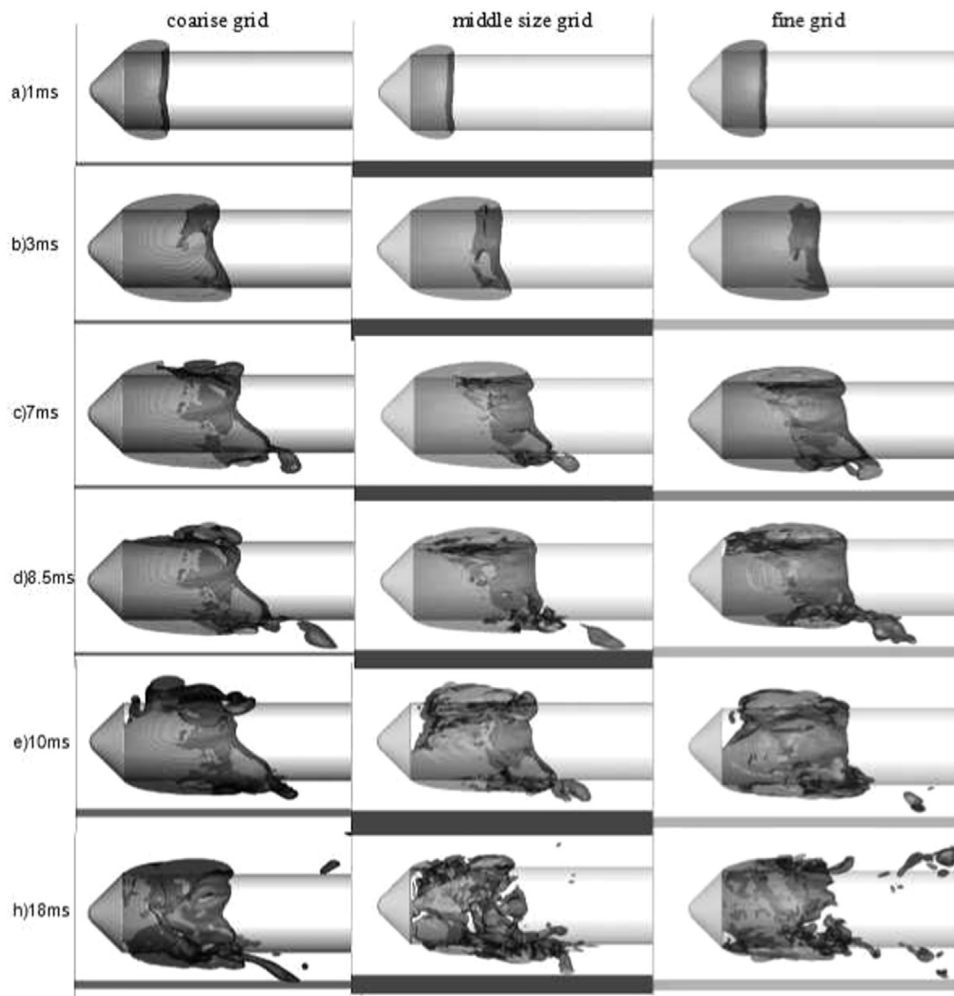 coarise grid middle size grid fine grid
a)1ms
b)3ms
c)7ms
d)8.5ms
e)10ms
h)18ms